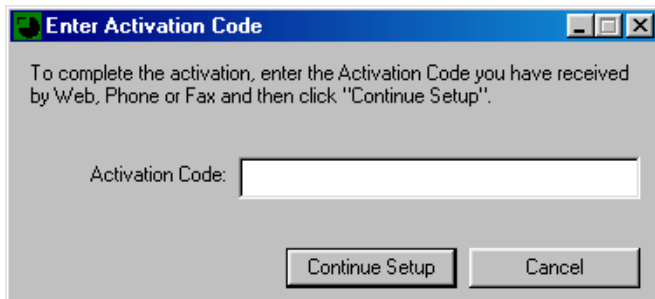 Enter Activation Code
To complete the activation, enter the Activation Code you have received
by Web, Phone or Fax and then click "Continue Setup".
Activation Code:
Continue Setup Cancel